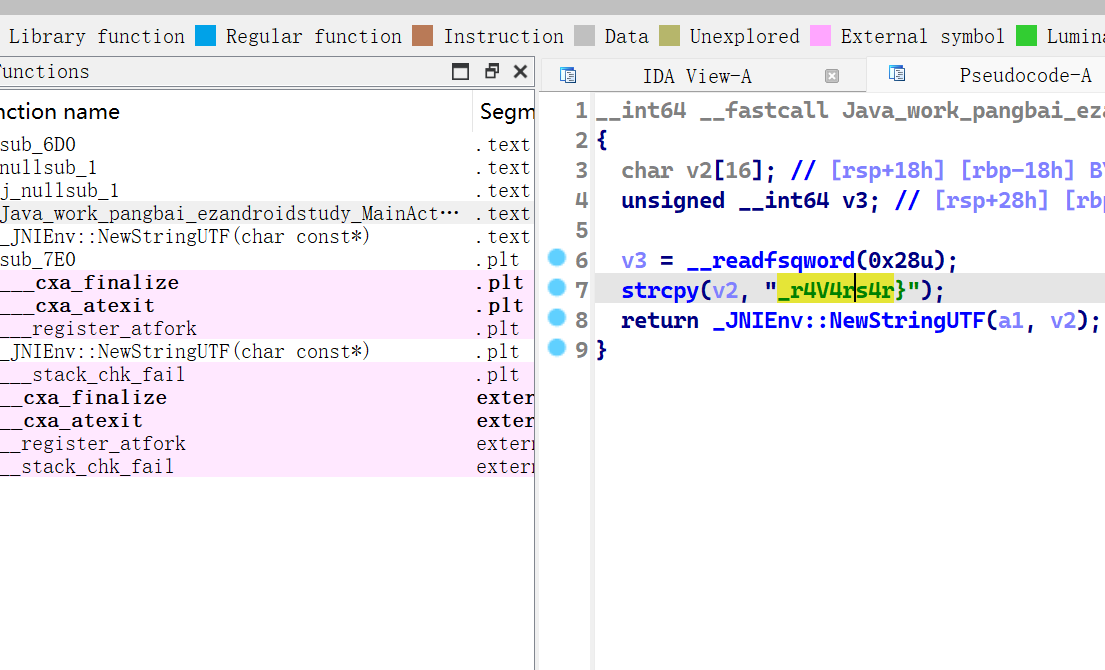 Library function Regular function Instruction Data Unexplored External symbol Lumina
unctions
IDA View-A
Pseudocode-A
nction name
Segm
sub_6D0 .text
nullsub_1 .text
j_nullsub_1 .text
Java_work_pangbai_ezandroidstudy_MainAct… .text
_JNIEnv::NewStringUTF(char const*) .text
sub_7E0 .plt
___cxa_finalize .plt
___cxa_atexit .plt
___register_atfork .plt
_JNIEnv::NewStringUTF(char const*) .plt
___stack_chk_fail .plt
__cxa_finalize exter
__cxa_atexit exter
__register_atfork extern
__stack_chk_fail extern
1 __int64 __fastcall Java_work_pangbai_eza
2 {
3 char v2[16]; // [rsp+18h] [rbp-18h] BY
4 unsigned __int64 v3; // [rsp+28h] [rbp
5
6 v3 = __readfsqword(0x28u);
7 strcpy(v2, "_r4V4rs4r}");
8 return _JNIEnv::NewStringUTF(a1, v2);
9 }